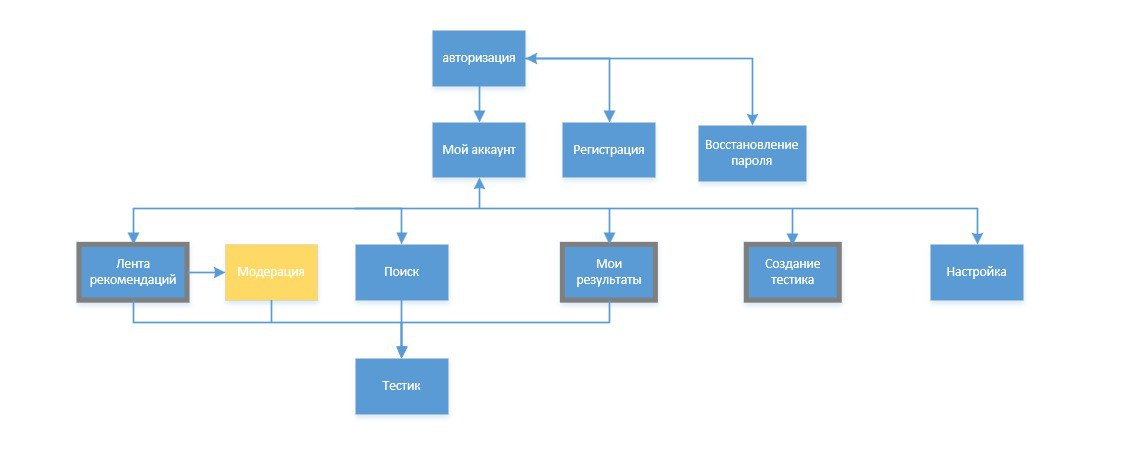 авторизация
Мой аккаунт
Регистрация
Восстановление
пароля
Лента
рекомендаций
Модерация
Поиск
Мои
результаты
Создание
тестика
Настройка
Тестик